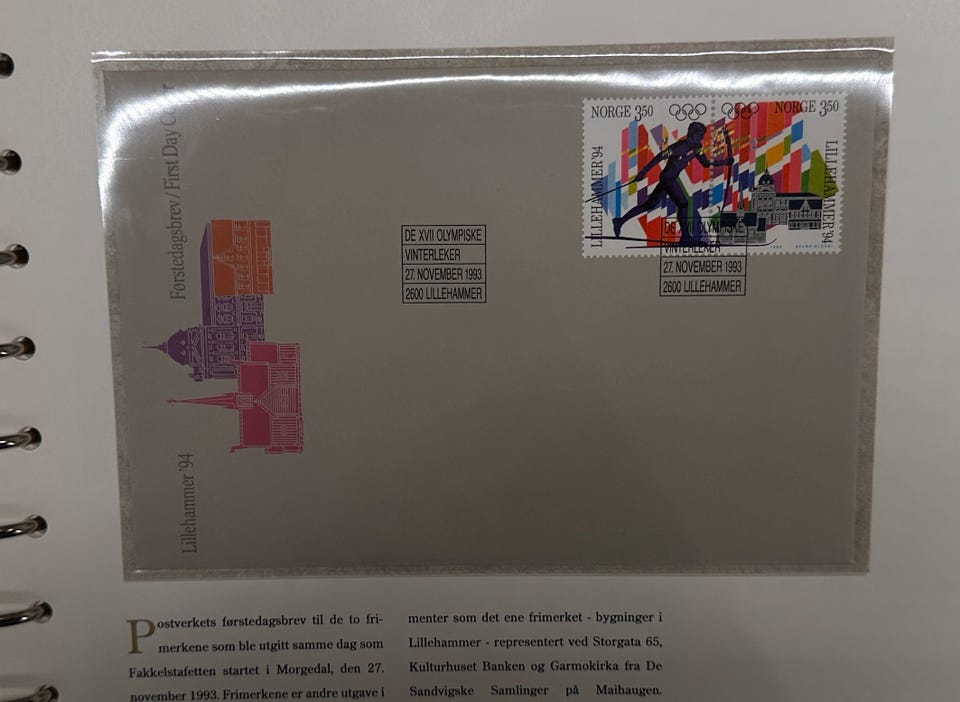 Førstedagsbrev / First Day
Lillehammer '94
DE XVII OLYMPISKE
VINTERLEKER
27. NOVEMBER 1993
2600 LILLEHAMMER
NORGE 3.50
NORGE 3.50
LILLEHAMMER '94
LILLEHAMMER '94
DE XVII OLYMPISKE
VINTERLEKER
27. NOVEMBER 1993
2600 LILLEHAMMER
Postverkets førstedagsbrev til de to fri-
merkene som ble utgitt samme dag som
Fakkelstafetten startet i Morgedal, den 27.
november 1993. Frimerkene er andre utgave i
menter som det ene frimerket - bygninger i
Lillehammer - representert ved Storgata 65,
Kulturhuset Banken og Garmokirka fra De
Sandvigske Samlinger på Maihaugen.